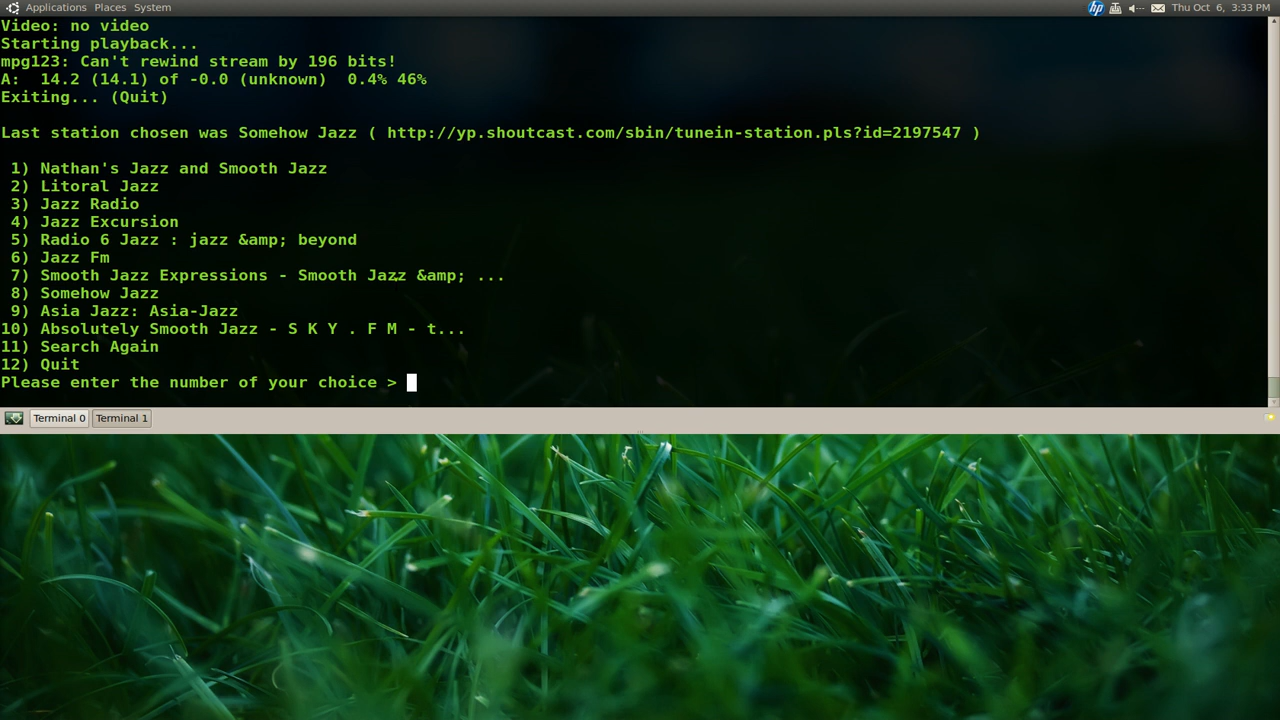 Applications Places System
hp
Thu Oct 6, 3:33 PM
Video: no video
Starting playback...
mpg123: Can't rewind stream by 196 bits!
A:  14.2 (14.1) of -0.0 (unknown)  0.4% 46%
Exiting... (Quit)
Last station chosen was Somehow Jazz ( http://yp.shoutcast.com/sbin/tunein-station.pls?id=2197547 )
1) Nathan's Jazz and Smooth Jazz
2) Litoral Jazz
3) Jazz Radio
4) Jazz Excursion
5) Radio 6 Jazz : jazz &amp; beyond
6) Jazz Fm
7) Smooth Jazz Expressions - Smooth Jazz &amp; ...
8) Somehow Jazz
9) Asia Jazz: Asia-Jazz
10) Absolutely Smooth Jazz - S K Y . F M - t...
11) Search Again
12) Quit
Please enter the number of your choice >
Terminal 0 Terminal 1